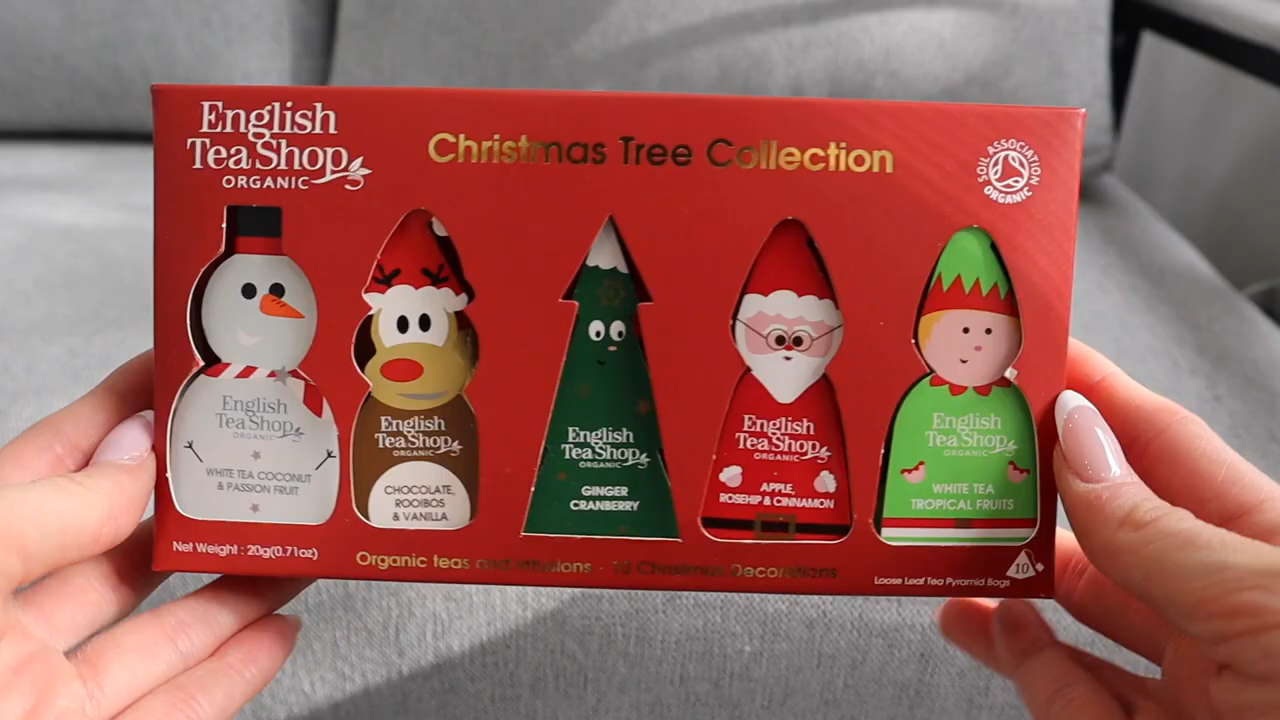 English
Tea Shop
ORGANIC
Christmas Tree Collection
SOIL ASSOCIATION
ORGANIC
English
Tea Shop
ORGANIC
WHITE TEA COCONUT
& PASSION FRUIT
English
Tea Shop
ORGANIC
CHOCOLATE,
ROOIBOS
& VANILLA
English
Tea Shop
ORGANIC
GINGER
CRANBERRY
English
Tea Shop
ORGANIC
APPLE,
ROSEHIP & CINNAMON
English
Tea Shop
ORGANIC
WHITE TEA
TROPICAL FRUITS
Net Weight : 20g(0.71oz)
Organic teas and infusions - 10 Christmas Decorations
Loose Leaf Tea Pyramid Bags
10